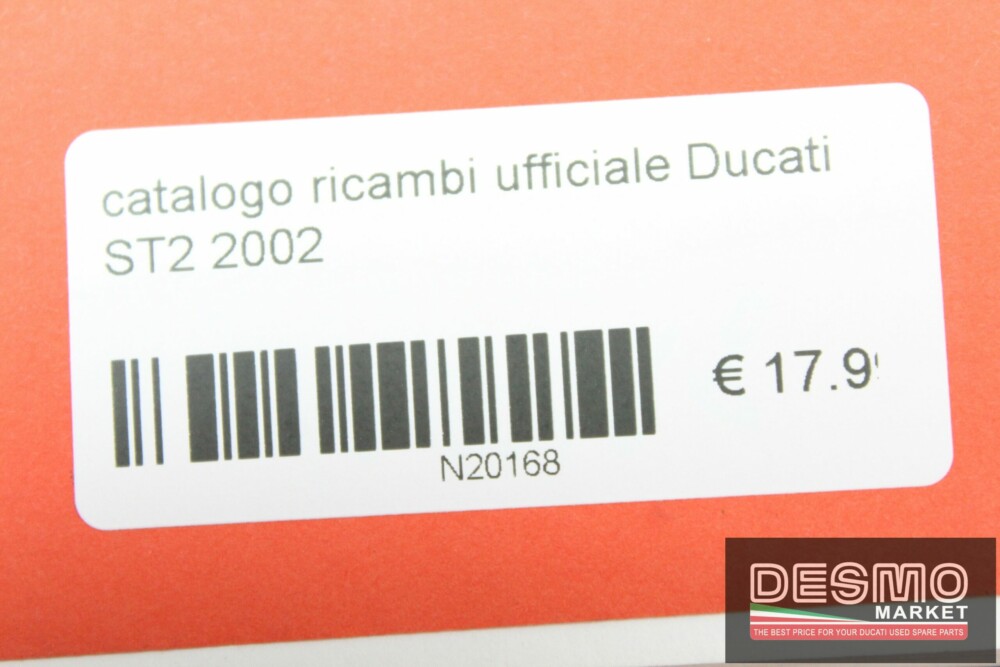 catalogo ricambi ufficiale Ducati
ST2 2002
€ 17.9
N20168
DESMO
MARKET
THE BEST PRICE FOR YOUR DUCATI USED SPARE PARTS